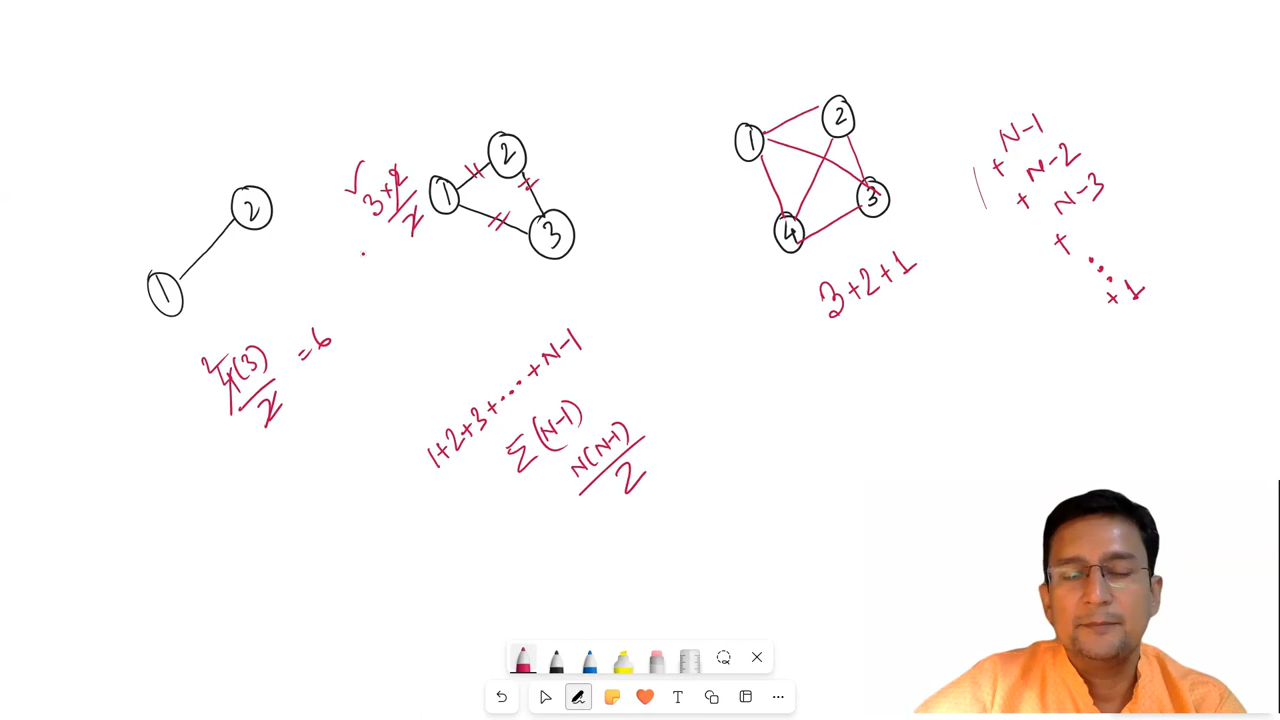 1
2
4(3)/2 = 6
2
√
3×2/2
1
2
3
1+2+3+....+N-1
Σ(N-1)
N(N-1)/2
1
2
3
4
3+2+1
N-1
+ N-2
+ N-3
+
....
+1
T